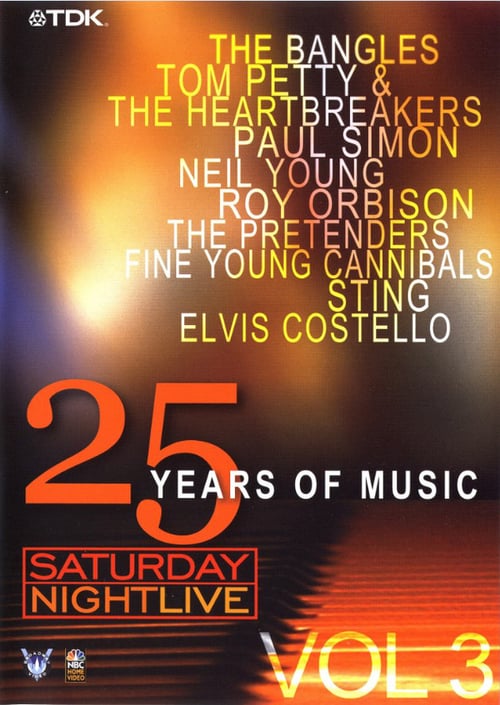 TDK.
THE BANGLES
TOM PETTY &
THE HEARTBREAKERS
PAUL SIMON
NEIL YOUNG
ROY ORBISON
THE PRETENDERS
FINE YOUNG CANNIBALS
STING
ELVIS COSTELLO
25
YEARS OF MUSIC
SATURDAY
NIGHTLIVE
BROADWAY
NBC
HOME
VIDEO
VOL 3